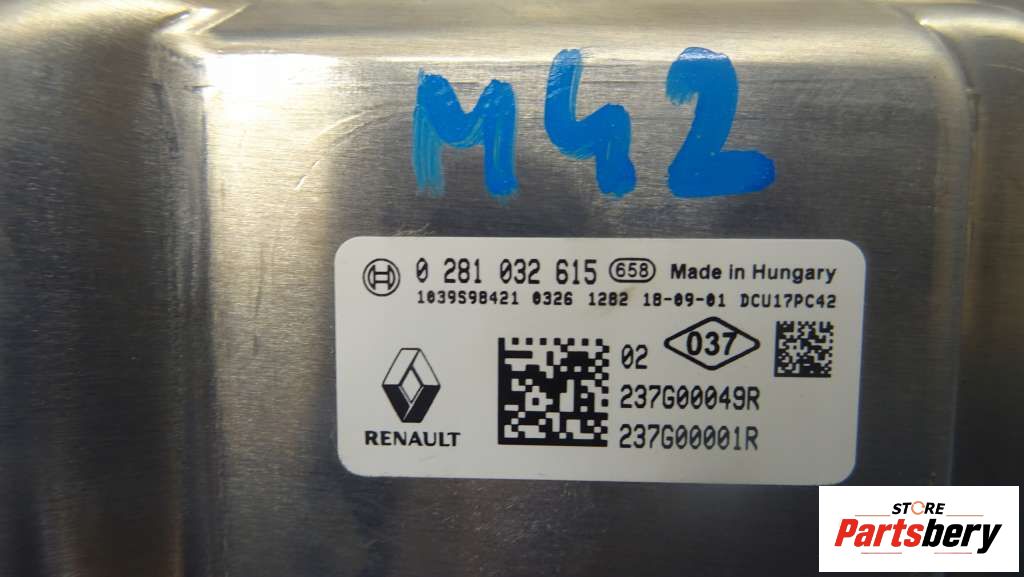 M42
0 281 032 615 658 Made in Hungary
1039S98421 0326 1282 18-09-01 DCU17PC42
02 037
237G00049R
RENAULT 237G00001R
STORE
Partsbery